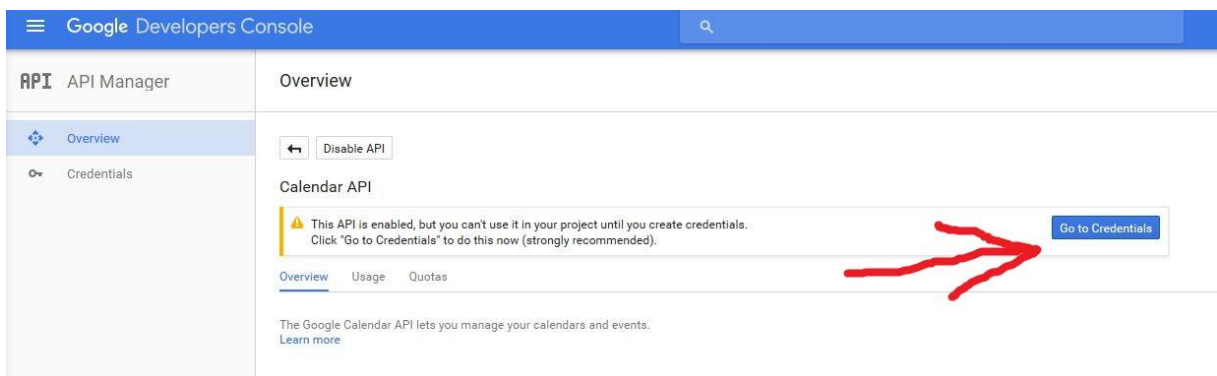 Google Developers Console
API API Manager
Overview
Overview
Credentials
Disable API
Calendar API
This API is enabled, but you can't use it in your project until you create credentials.
Click "Go to Credentials" to do this now (strongly recommended).
Go to Credentials
Overview Usage Quotas
The Google Calendar API lets you manage your calendars and events.
Learn more